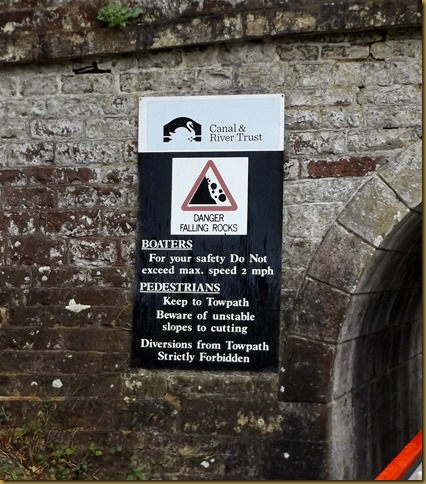 Canal &
River Trust
DANGER
FALLING ROCKS
BOATERS
For your safety Do Not
exceed max. speed 2 mph
PEDESTRIANS
Keep to Towpath
Beware of unstable
slopes to cutting
Diversions from Towpath
Strictly Forbidden